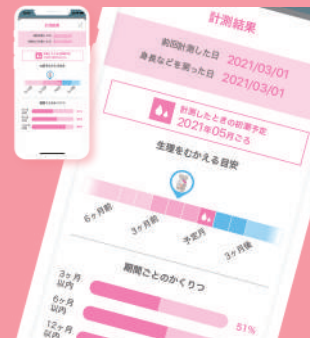 計測結果
前回計測した日 2021/03/01
身長などを測った日 2021/03/01
計測したときの初潮予定
2021年05月ごろ
生理をむかえる目安
6ヶ月前
3ヶ月前
予定月
3ヶ月後
期間ごとのかくりつ
3ヶ月
以内
51%
6ヶ月
以内
12ヶ月
以内